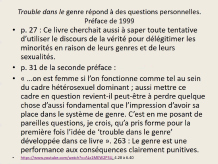 Trouble dans le genre répond à des questions personnelles.
Préface de 1999
• p. 27 : Ce livre cherchait aussi à saper toute tentative
d'utiliser le discours de la vérité pour délégitimer les
minorités en raison de leurs genres et de leurs
sexualités.
• p. 31 de la seconde préface :
• « …on est femme si l'on fonctionne comme tel au sein
du cadre hétérosexuel dominant ; aussi mettre ce
cadre en question revient-il peut-être à perdre quelque
chose d'aussi fondamental que l'impression d'avoir sa
place dans le système de genre. C'est en me posant de
pareilles questions, je crois, qu'a pris forme pour la
première fois l'idée de 'trouble dans le genre'
développée dans ce livre ». 263 : Le genre est une
performance aux conséquences clairement punitives.